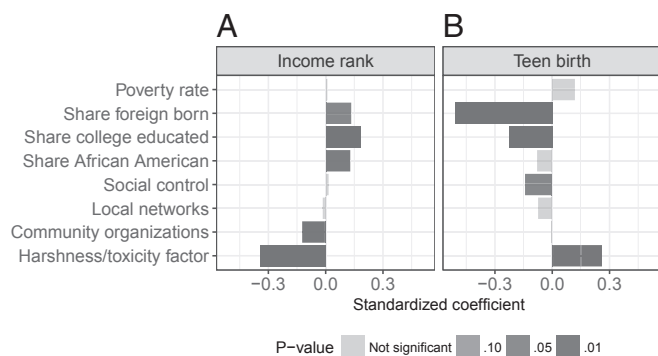 A B
Income rank Teen birth
Poverty rate
Share foreign born
Share college educated
Share African American
Social control
Local networks
Community organizations
Harshness/toxicity factor
−0.3 0.0 0.3 −0.3 0.0 0.3
Standardized coefficient
P−value Not significant .10 .05 .01